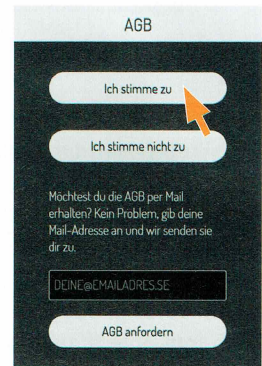 AGB
Ich stimme zu
Ich stimme nicht zu
Möchtest du die AGB per Mail
erhalten? Kein Problem, gib deine
Mail-Adresse an und wir senden sie
dir zu.
DEINE@EMAILADRES.SE
AGB anfordern